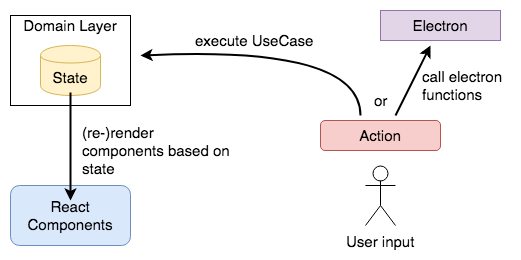 Domain Layer
State
execute UseCase
Electron
call electron
functions
or
Action
(re-)render
components based on
state
React
Components
User input